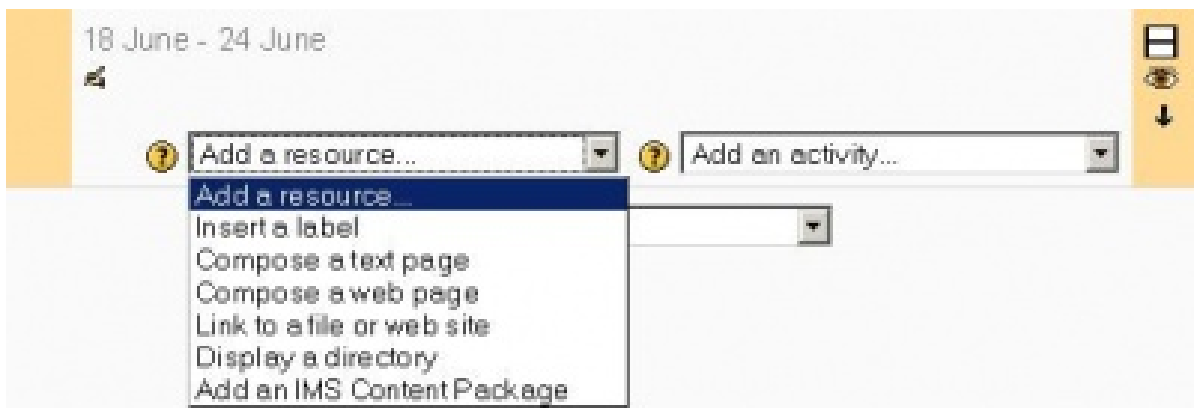 18 June - 24 June
? Add a resource... ? Add an activity...
Add a resource...
Insert a label
Compose a text page
Compose a web page
Link to a file or web site
Display a directory
Add an IMS Content Package